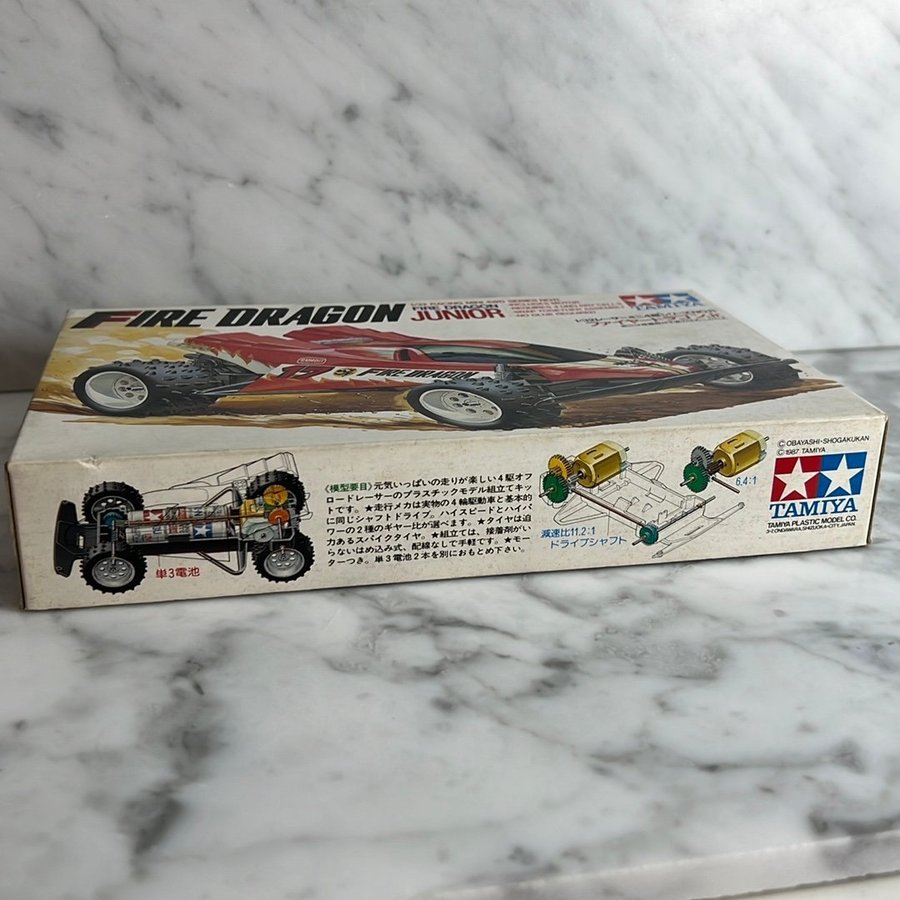 FIRE DRAGON
FIRE DRAGON
JUNIOR
FIRE DRAGON
〈模型要目〉元気いっぱいの走りが楽しい4駆オフ
ロードレーサーのプラスチックモデル組立てキッ
トです。★走行メカは実物の4輪駆動車と基本的
に同じシャフトドライブ。ハイスピードとハイパ
ワーの2種のギヤー比が選べます。★タイヤは迫
力あるスパイクタイヤ。★組立ては、接着剤がい
らないはめ込み式、配線なしで手軽です。★モー
ターつき。単3電池2本を別におもとめ下さい。
単3電池
減速比11.2:1
ドライブシャフト
6.4:1
© OBAYASHI·SHOGAKUKAN
© 1987 TAMIYA
TAMIYA
TAMIYA PLASTIC MODEL CO.
3-7,ONDAWARA,SHIZUOKA-CITY,JAPAN.